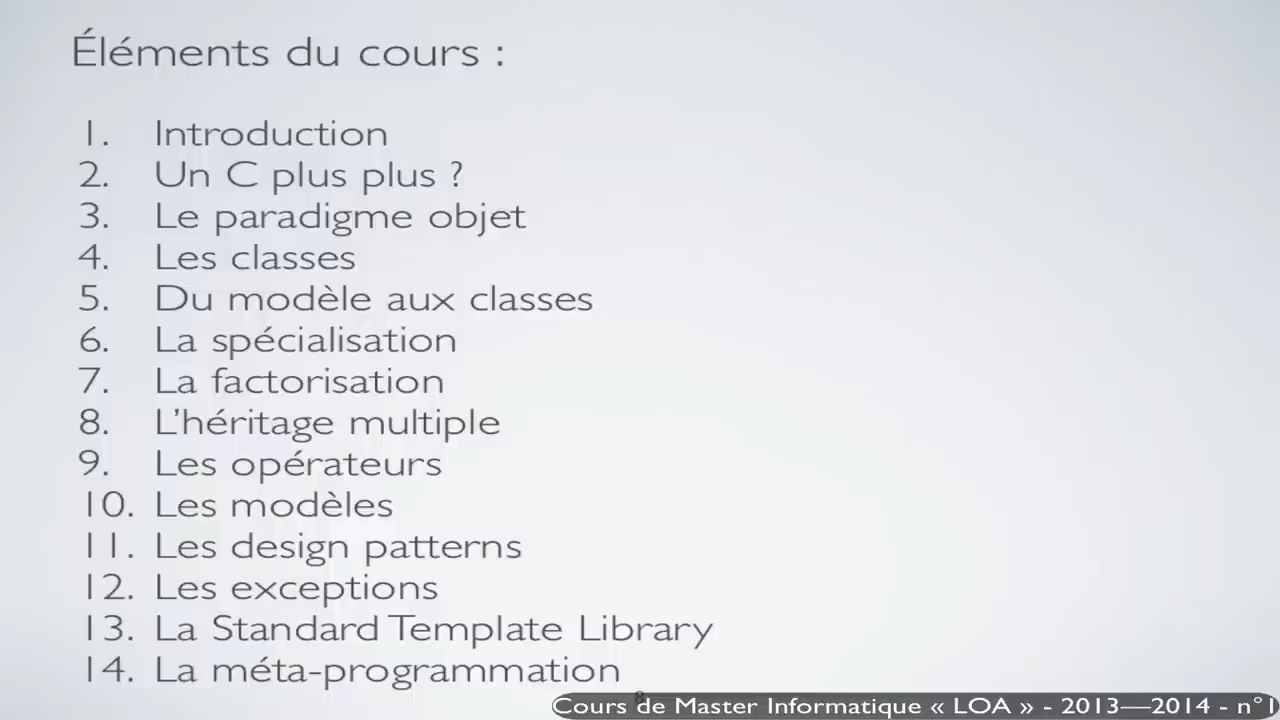 Éléments du cours :
1. Introduction
2. Un C plus plus ?
3. Le paradigme objet
4. Les classes
5. Du modèle aux classes
6. La spécialisation
7. La factorisation
8. L'héritage multiple
9. Les opérateurs
10. Les modèles
11. Les design patterns
12. Les exceptions
13. La Standard Template Library
14. La méta-programmation
8
Cours de Master Informatique « LOA » - 2013—2014 - n°1